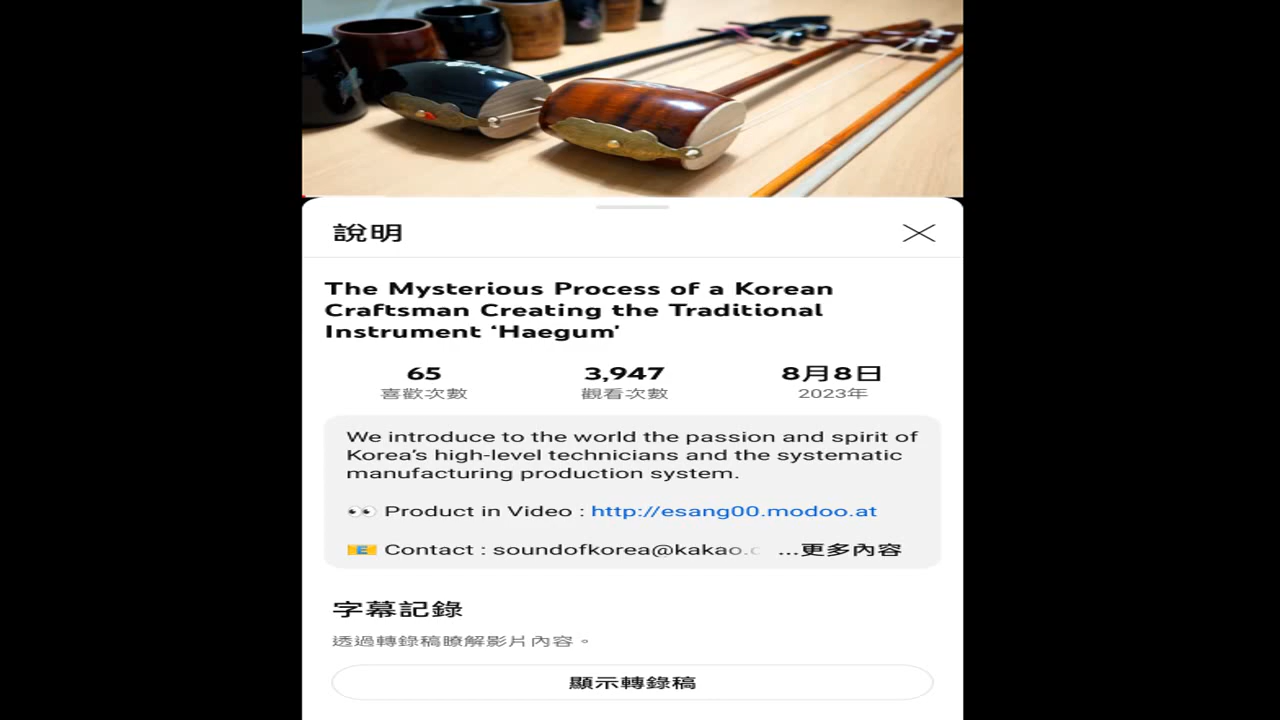 說明
The Mysterious Process of a Korean
Craftsman Creating the Traditional
Instrument ‘Haegum’
65 3,947 8月8日
喜歡次數 觀看次數 2023年
We introduce to the world the passion and spirit of
Korea’s high-level technicians and the systematic
manufacturing production system.
👀 Product in Video : http://esang00.modoo.at
📧 Contact : soundofkorea@kakao.c ...更多內容
字幕記錄
透過轉錄稿瞭解影片內容。
顯示轉錄稿